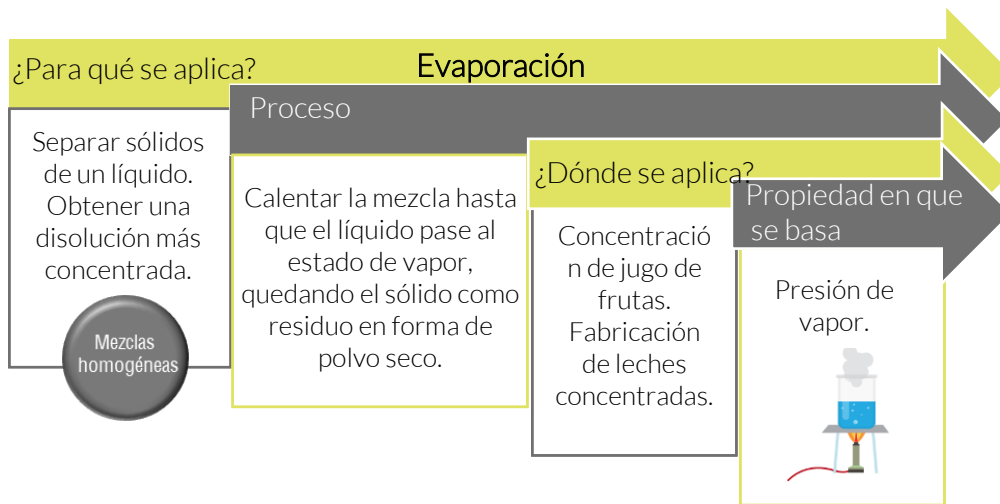 Evaporación
¿Para qué se aplica?
Separar sólidos
de un líquido.
Obtener una
disolución más
concentrada.
Mezclas
homogéneas
Proceso
Calentar la mezcla hasta
que el líquido pase al
estado de vapor,
quedando el sólido como
residuo en forma de
polvo seco.
¿Dónde se aplica?
Concentració
n de jugo de
frutas.
Fabricación
de leches
concentradas.
Propiedad en que
se basa
Presión de
vapor.